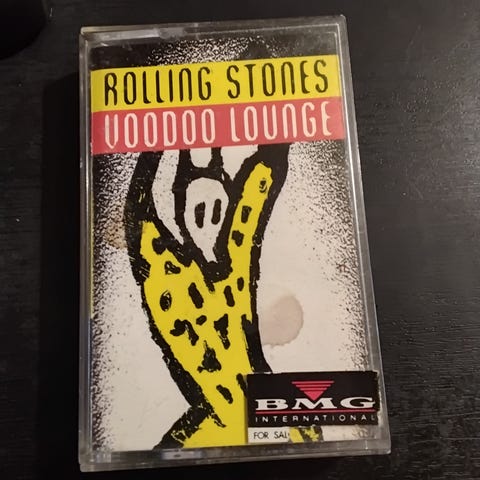 ROLLING STONES
VOODOO LOUNGE
BMG
INTERNATIONAL
FOR SAL